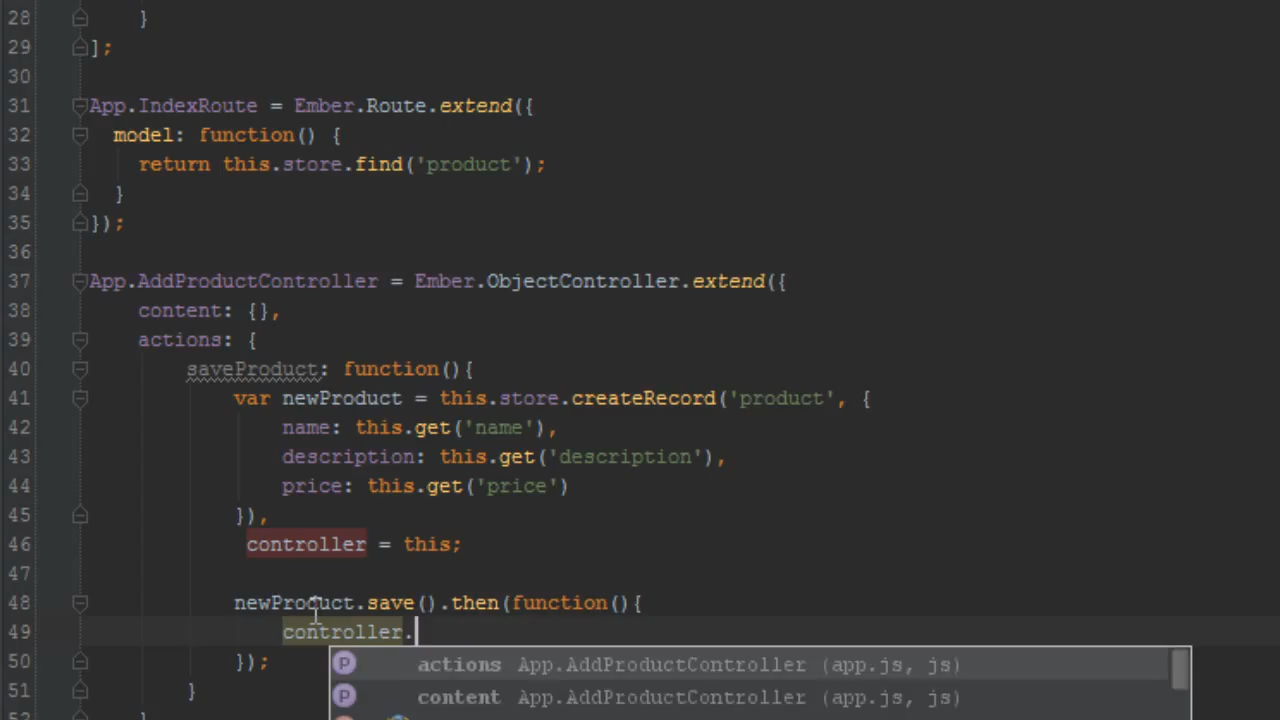 28 }
29 ];
30
31 App.IndexRoute = Ember.Route.extend({
32 model: function() {
33 return this.store.find('product');
34 }
35 });
36
37 App.AddProductController = Ember.ObjectController.extend({
38 content: {},
39 actions: {
40 saveProduct: function(){
41 var newProduct = this.store.createRecord('product', {
42 name: this.get('name'),
43 description: this.get('description'),
44 price: this.get('price')
45 }),
46 controller = this;
47
48 newProduct.save().then(function(){
49 controller.
50 });
actions App.AddProductController (app.js, js)
51 }
content App.AddProductController (app.js, js)